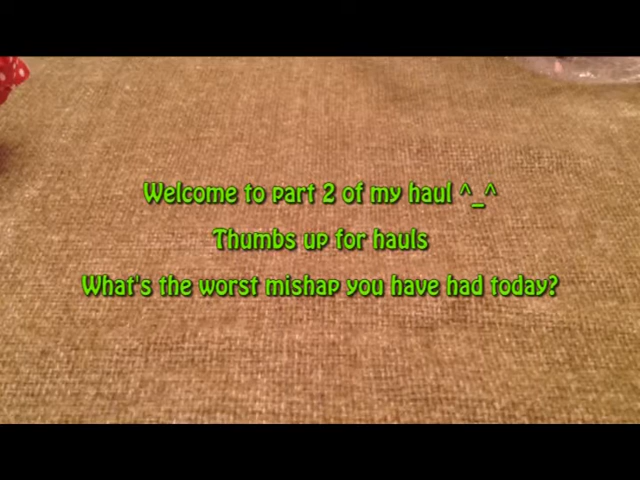 Welcome to part 2 of my haul ^_^
Thumbs up for hauls
What's the worst mishap you have had today?